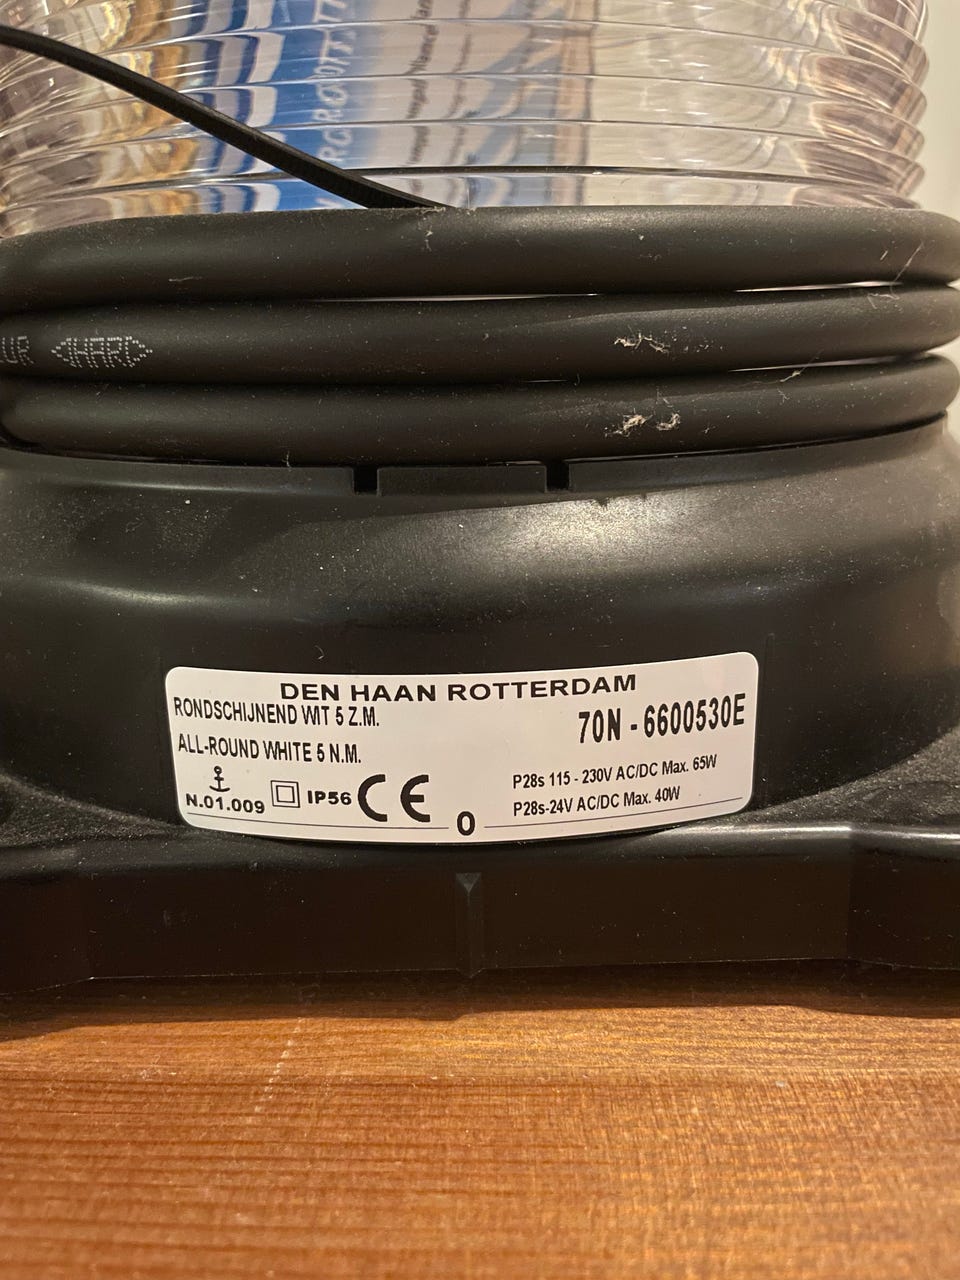 DEN HAAN ROTTERDAM
RONDSCHIJNEND WIT 5 Z.M.
70N - 6600530E
ALL-ROUND WHITE 5 N.M.
P28s 115 - 230V AC/DC Max. 65W
N.01.009
IP56 CE
P28s-24V AC/DC Max. 40W
0